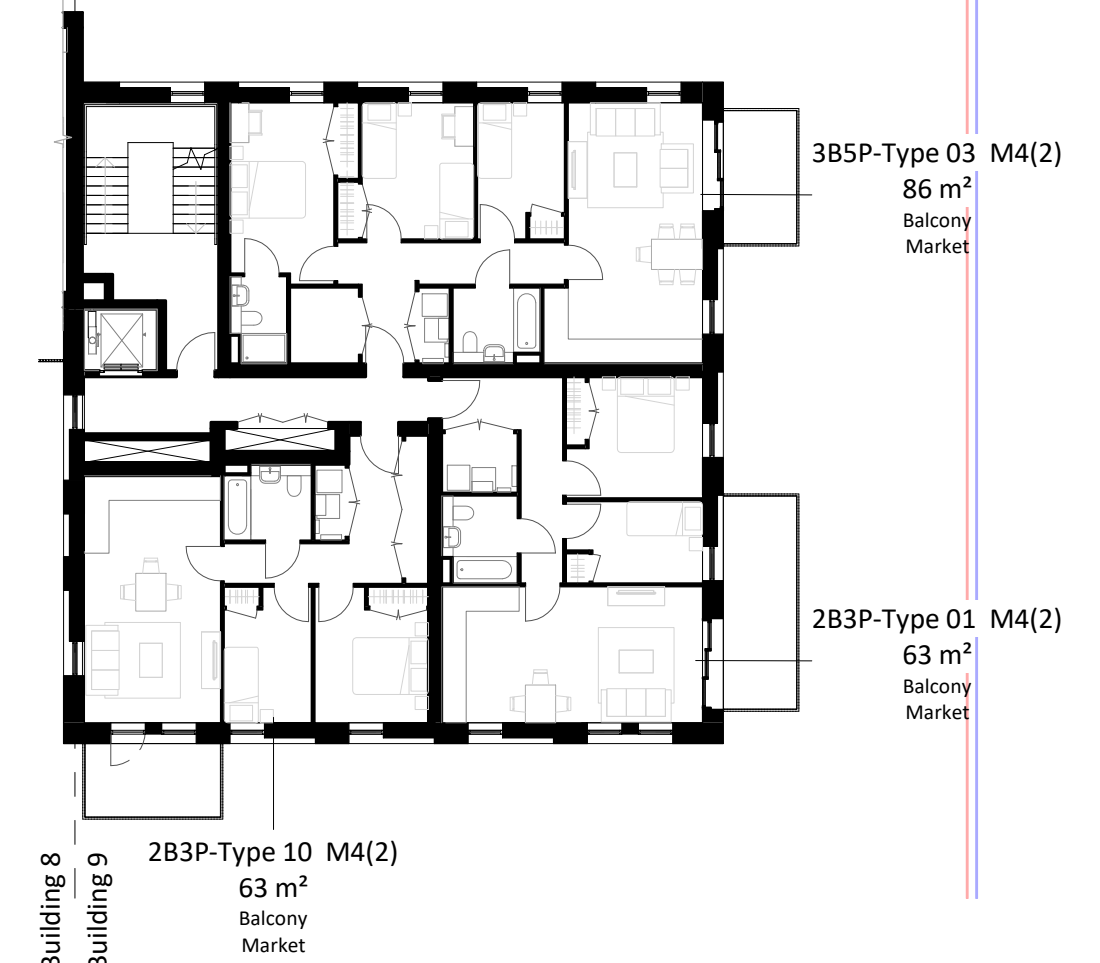 3B5P-Type 03 M4(2)
86 m²
Balcony
Market
2B3P-Type 01 M4(2)
63 m²
Balcony
Market
2B3P-Type 10 M4(2)
63 m²
Balcony
Market
Building 8
Building 9